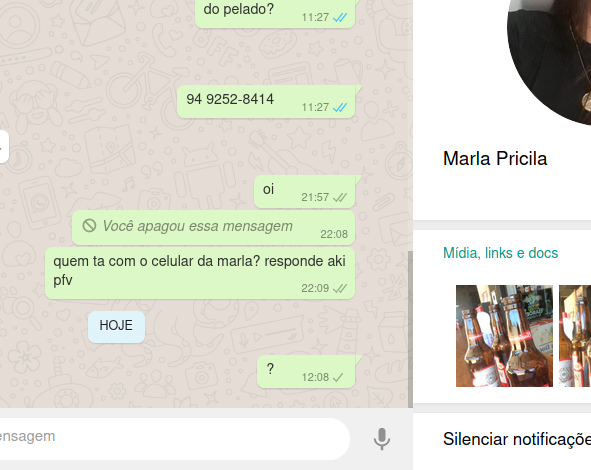 do pelado?
11:27
94 9252-8414
11:27
oi
21:57
Você apagou essa mensagem
22:08
quem ta com o celular da marla? responde aki
pfv
22:09
HOJE
?
12:08
ensagem
Marla Pricila
Mídia, links e docs
Silenciar notificaçõe